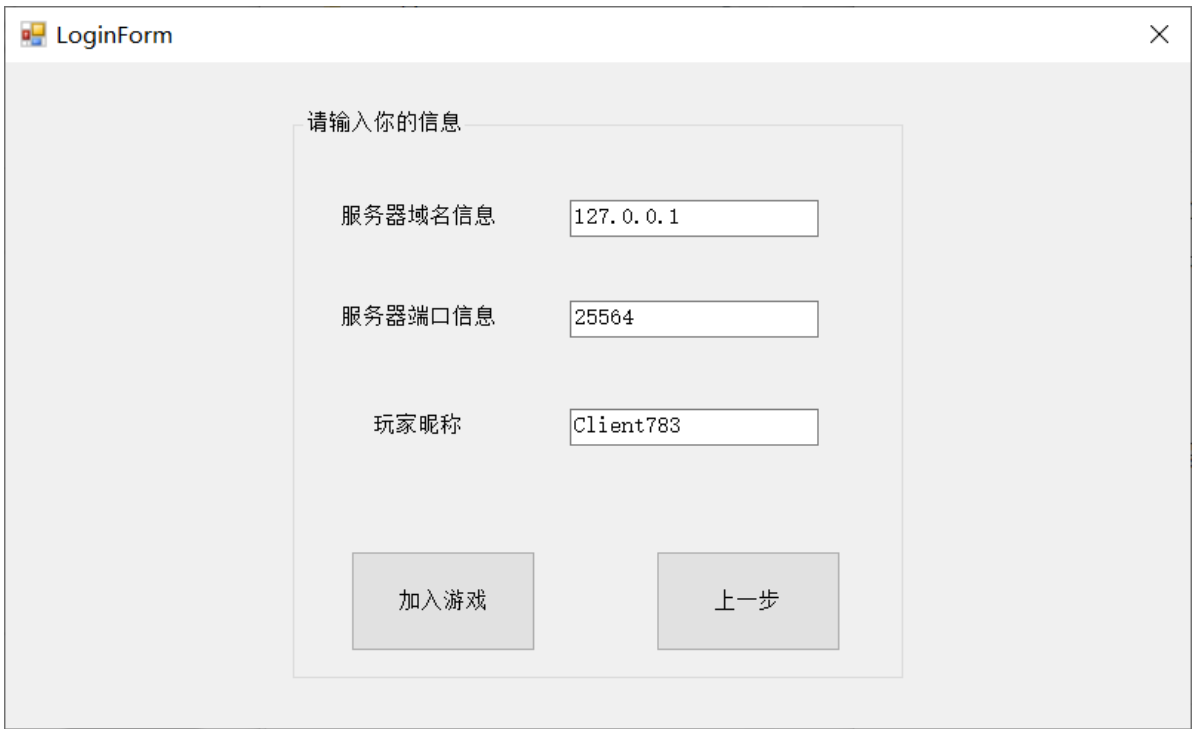 LoginForm
请输入你的信息
服务器域名信息 127.0.0.1
服务器端口信息 25564
玩家昵称 Client783
加入游戏 上一步